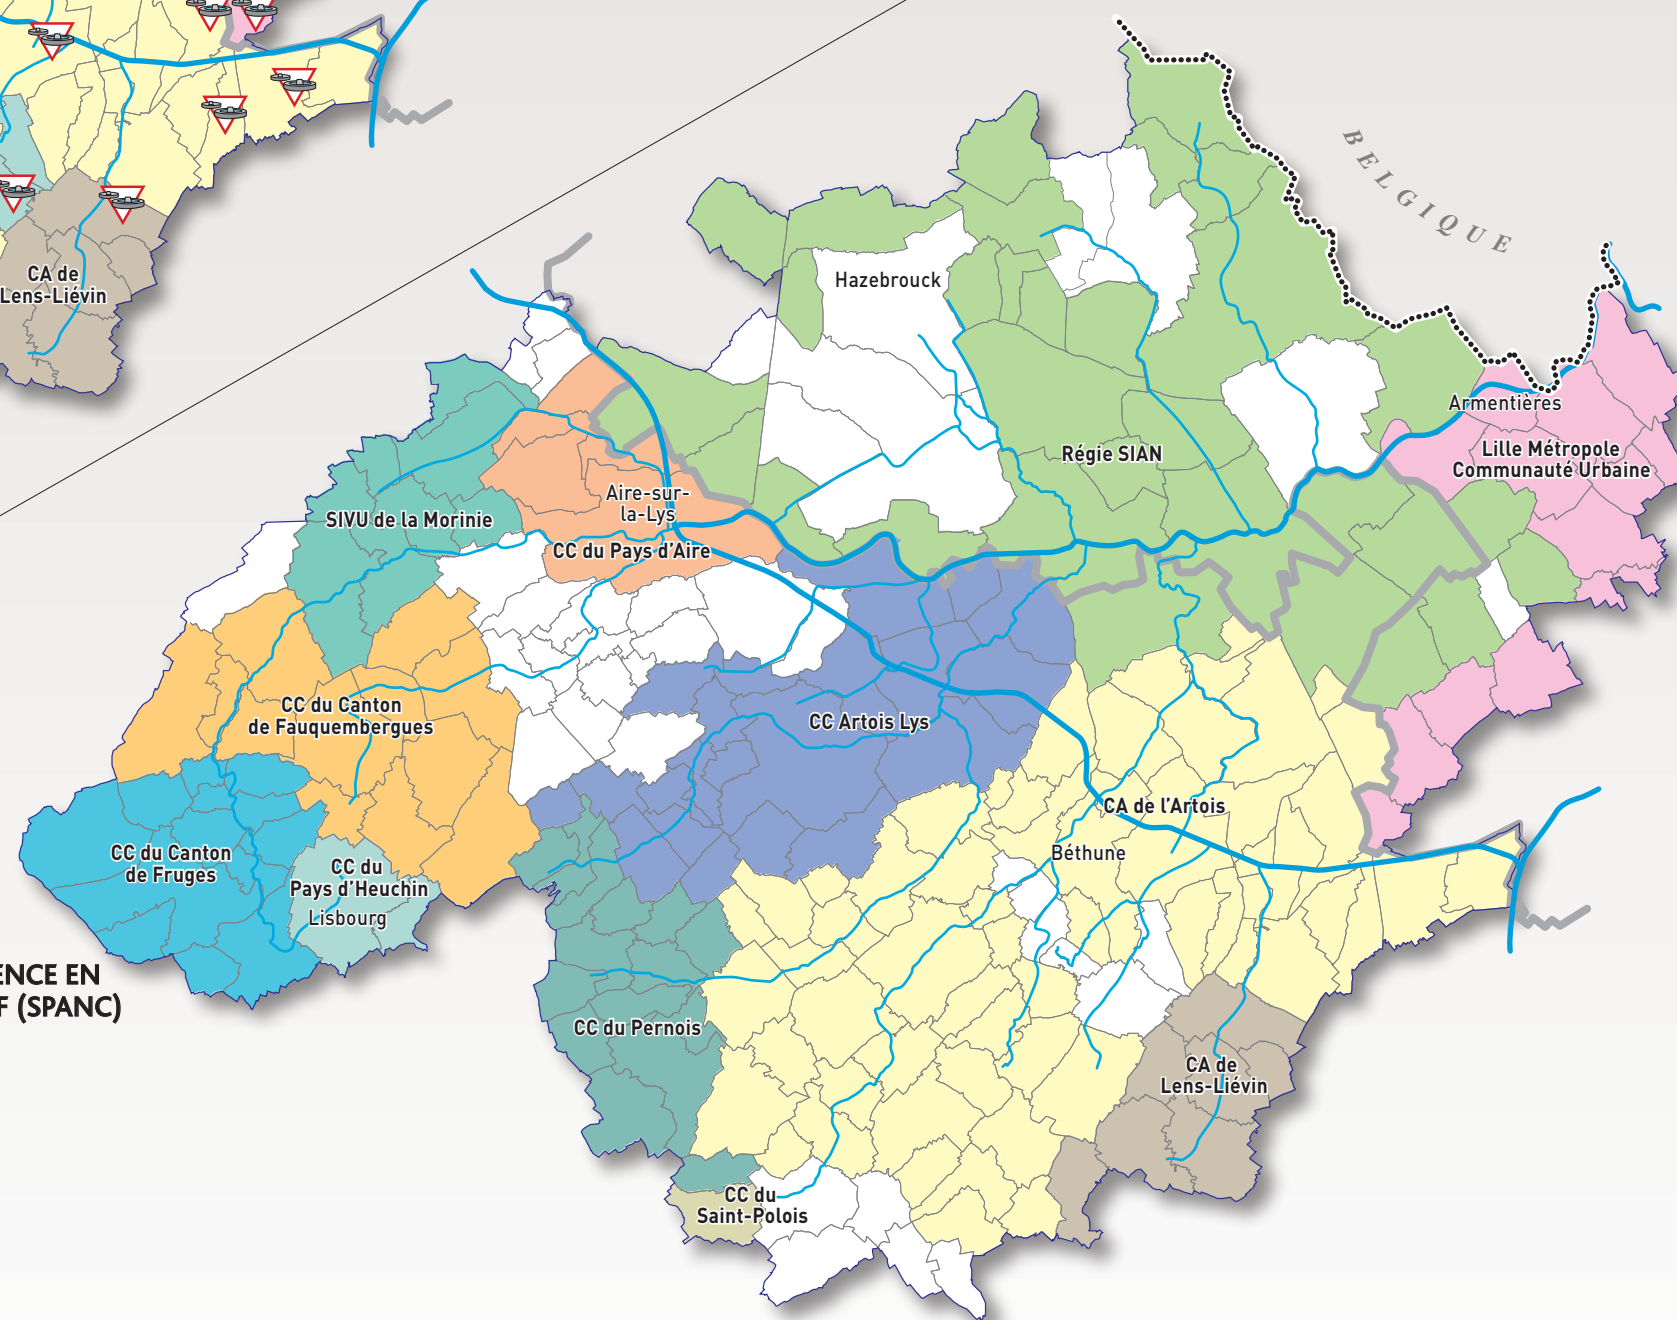 BELGIQUE
CA de
Lens-Liévin
Hazebrouck
Armentières
Régie SIAN
Lille Métropole
Communauté Urbaine
Aire-sur-
la-Lys
SIVU de la Morinie
CC du Pays d'Aire
CC du Canton
de Fauquembergues
CC Artois Lys
CA de l'Artois
Béthune
CC du Canton
de Fruges
CC du
Pays d'Heuchin
Lisbourg
ENCE EN
F (SPANC)
CC du Pernois
CA de
Lens-Liévin
CC du
Saint-Polois